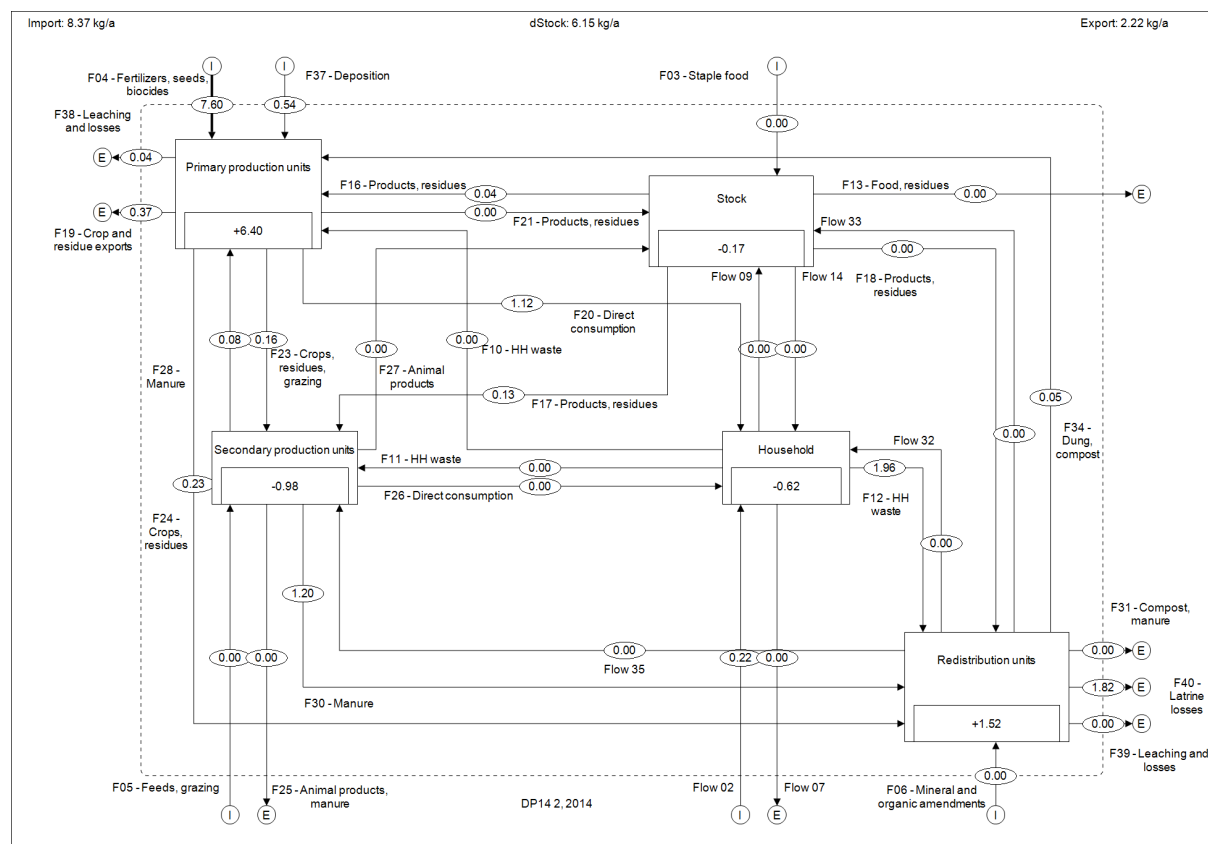 Import: 8.37 kg/a
dStock: 6.15 kg/a
Export: 2.22 kg/a
I
I
I
F04 - Fertilizers, seeds,
biocides
F37 - Deposition
F03 - Staple food
7.60
0.54
F38 - Leaching
and losses
0.00
E
0.04
Primary production units
F16 - Products, residues
0.04
Stock
F13 - Food, residues
0.00
E
E
0.37
0.00
F21 - Products, residues
Flow 33
F19 - Crop and
residue exports
+6.40
-0.17
0.00
Flow 09
Flow 14
F18 - Products,
residues
1.12
F20 - Direct
consumption
0.08
0.16
0.00
0.00
0.00
0.00
F10 - HH waste
F23 - Crops,
residues,
grazing
F28 -
Manure
F27 - Animal
products
0.13
F17 - Products, residues
0.05
F34 -
Dung,
compost
0.00
Secondary production units
Household
Flow 32
F11 - HH waste
0.00
1.96
-0.98
-0.62
0.23
F26 - Direct consumption
0.00
F12 - HH
waste
F24 -
Crops,
residues
0.00
1.20
F31 - Compost,
manure
0.00
0.00
0.00
Flow 35
0.22
0.00
Redistribution units
0.00
E
1.82
E
F40 -
Latrine
losses
F30 - Manure
+1.52
0.00
E
F39 - Leaching and
losses
0.00
F05 - Feeds, grazing
F25 - Animal products,
manure
Flow 02
Flow 07
F06 - Mineral and
organic amendments
DP14 2, 2014
I
E
I
E
I